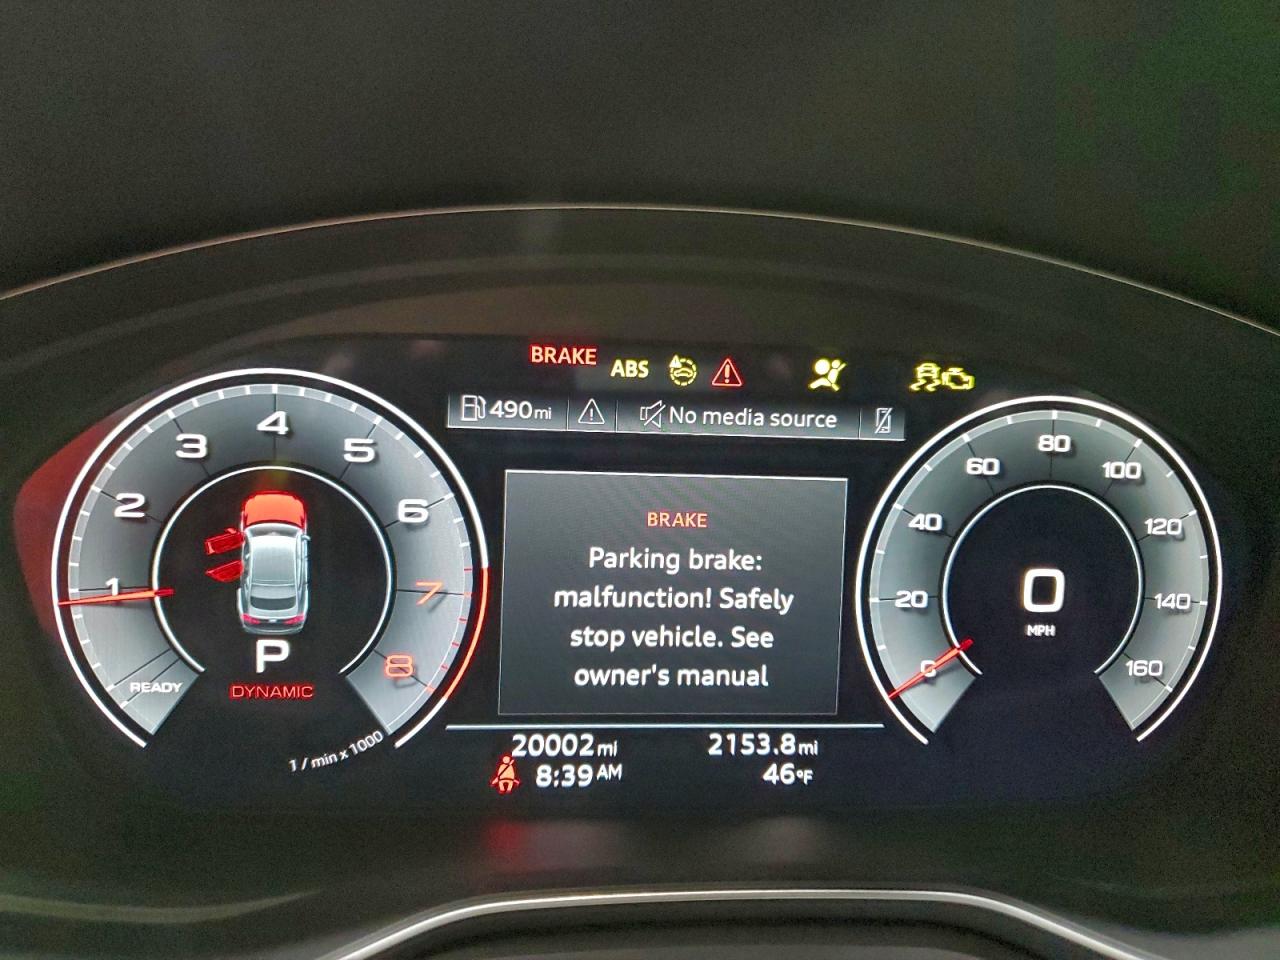 BRAKE ABS
490mi No media source
4
3 5
2 6
1 7
8
READY
P
DYNAMIC
1 / min x 1000
BRAKE
Parking brake:
malfunction! Safely
stop vehicle. See
owner's manual
20002mi 2153.8mi
8:39AM 46°F
80
60 100
40 120
20 140
0 160
0
MPH